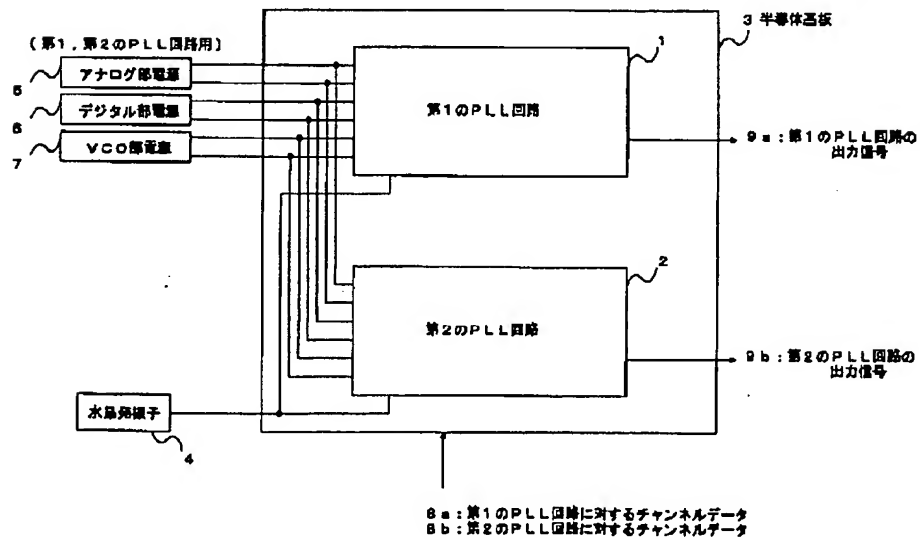 3 半導体基板
(第1,第2のPLL回路用)
1
アナログ部電源
5
デジタル部電源
6
第1のPLL回路
VCO部電源
7
9a:第1のPLL回路の
出力信号
2
第2のPLL回路
9b:第2のPLL回路の
出力信号
水晶発振子
4
8a:第1のPLL回路に対するチャンネルデータ
8b:第2のPLL回路に対するチャンネルデータ